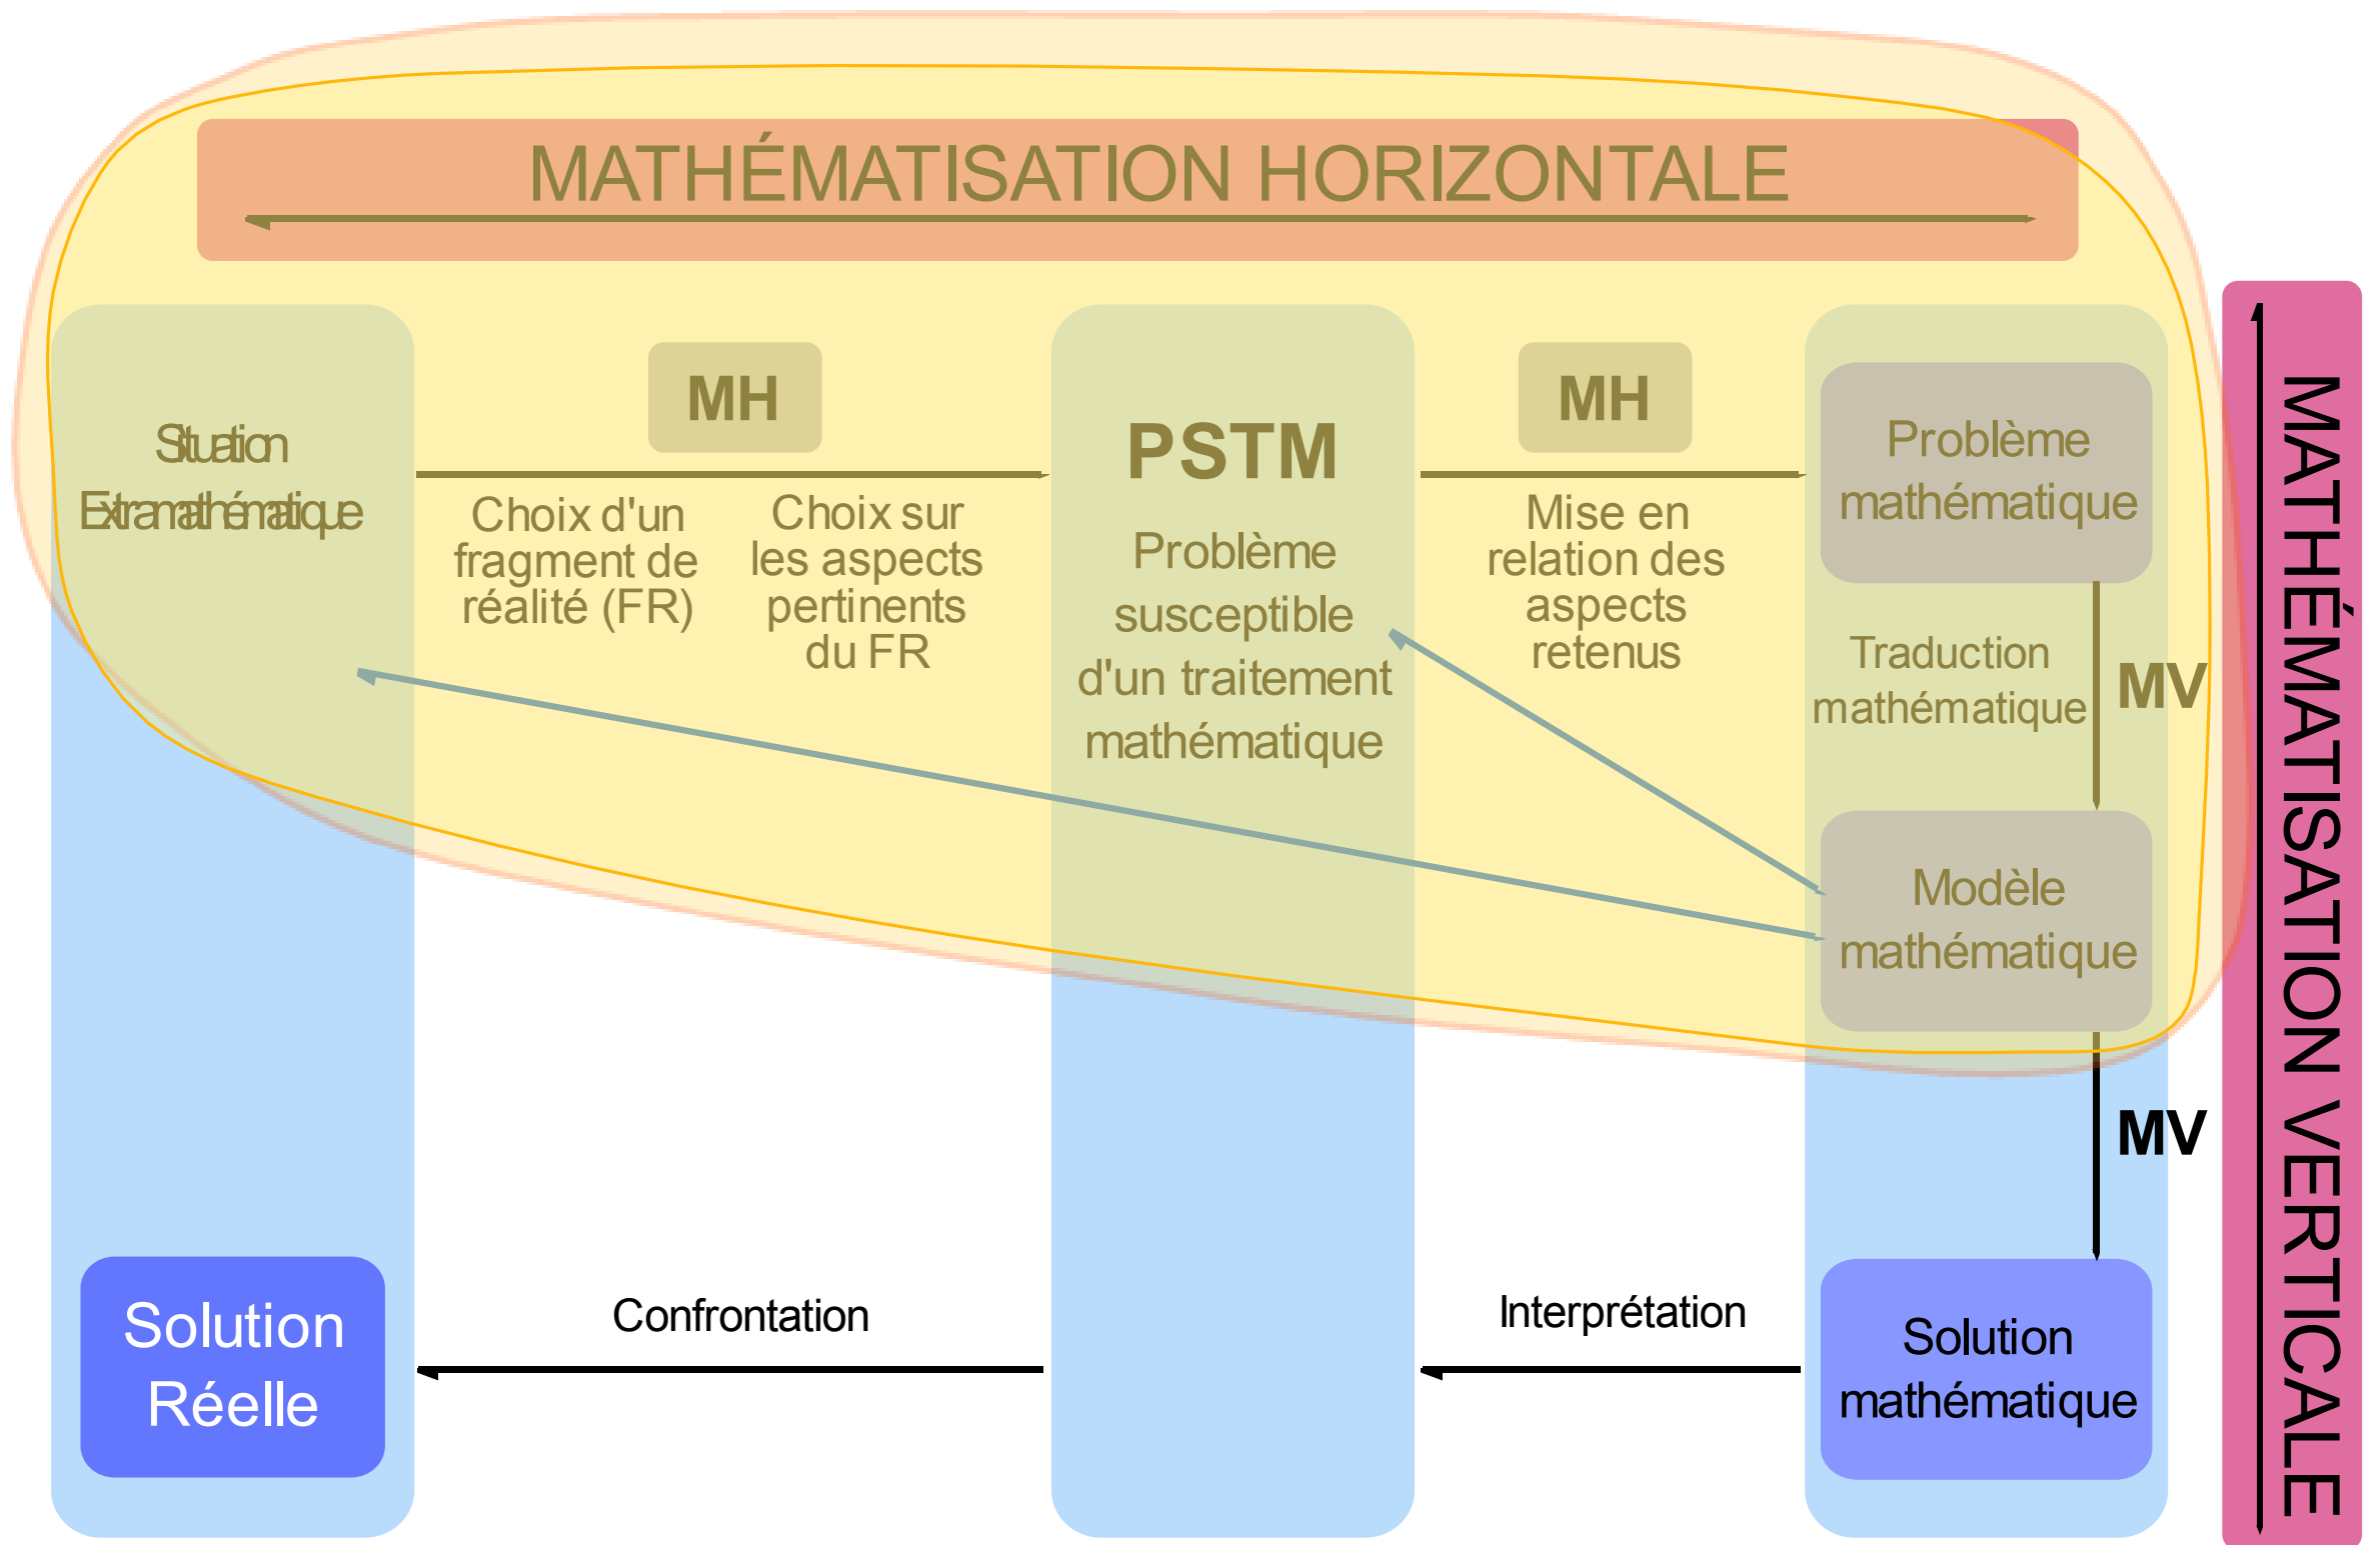 MATHÉMATISATION HORIZONTALE
Situation
Extramathématique
MH
Choix d'un
fragment de
réalité (FR)
Choix sur
les aspects
pertinents
du FR
PSTM
Problème
susceptible
d'un traitement
mathématique
MH
Mise en
relation des
aspects
retenus
Problème
mathématique
Traduction
mathématique
MV
Modèle
mathématique
MV
Solution
Réelle
Confrontation
Interprétation
Solution
mathématique
MATHÉMATISATION VERTICALE